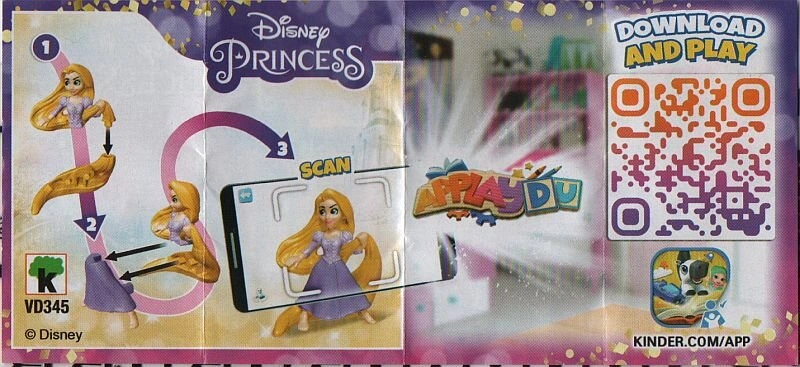 1
DISNEY
PRINCESS
2
3
SCAN
k
VD345
© Disney
APPLAYDU
DOWNLOAD
AND PLAY
KINDER.COM/APP